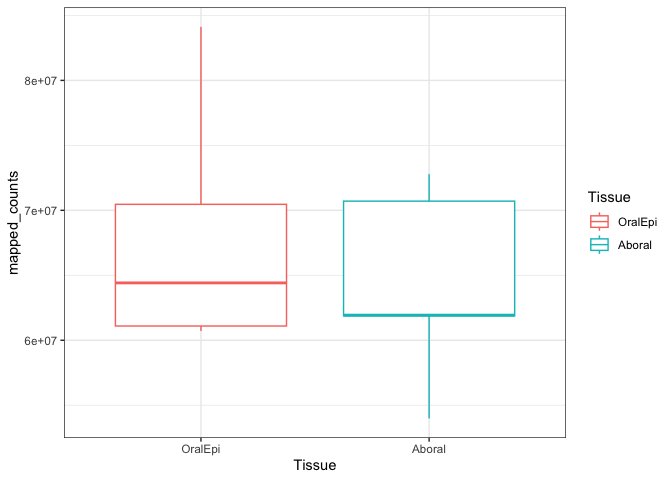 mapped_counts
8e+07
7e+07
6e+07
OralEpi
Aboral
Tissue
Tissue
OralEpi
Aboral